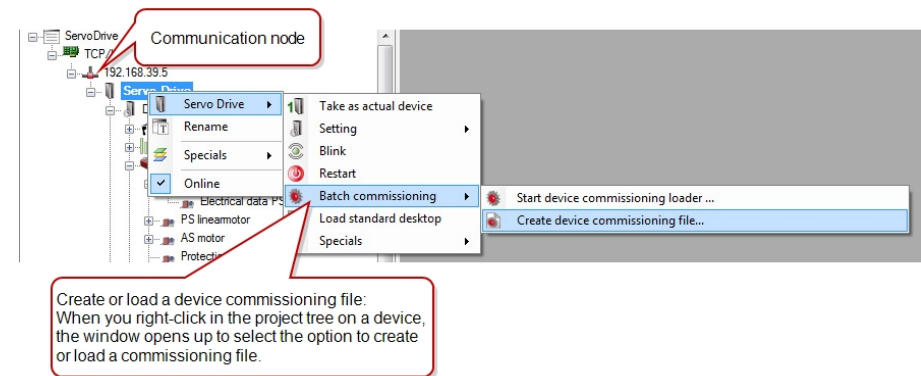 ServoDrive
Communication node
TCP/
192.168.39.5
Servo Drive
D
Servo Drive
Take as actual device
Rename
Setting
Blink
Specials
Restart
Online
Batch commissioning
Start device commissioning loader ...
Electrical data PS
Load standard desktop
Create device commissioning file...
PS linearmotor
Specials
AS motor
Protecti
Create or load a device commissioning file:
When you right-click in the project tree on a device,
the window opens up to select the option to create
or load a commissioning file.